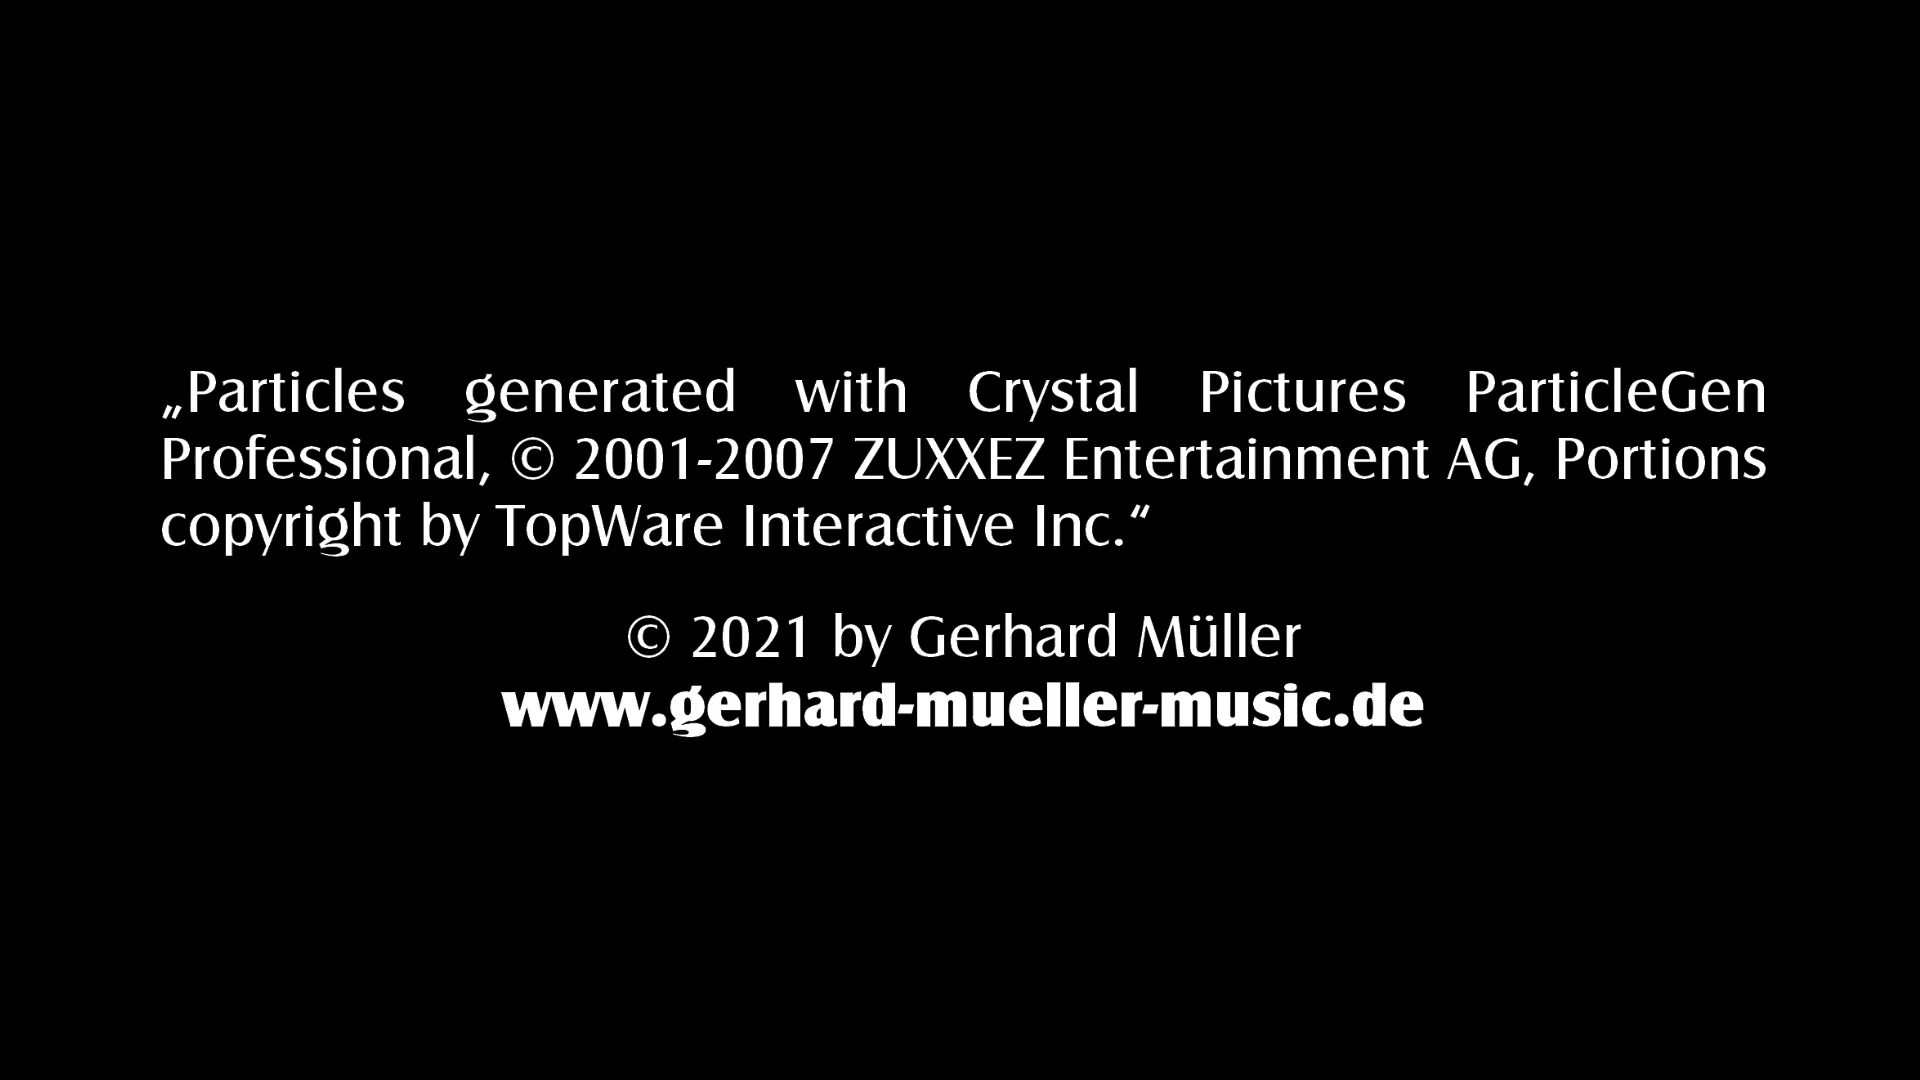 „Particles generated with Crystal Pictures ParticleGen
Professional, © 2001-2007 ZUXXEZ Entertainment AG, Portions
copyright by TopWare Interactive Inc.“
© 2021 by Gerhard Müller
www.gerhard-mueller-music.de